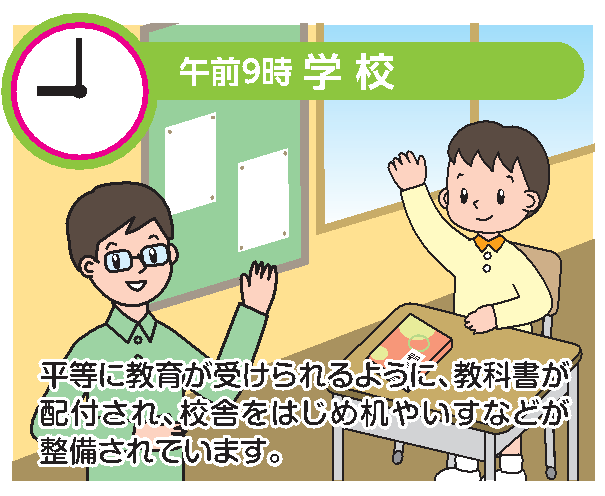 午前9時 学校
平等に教育が受けられるように、教科書が
配付され、校舎をはじめ机やいすなどが
整備されています。